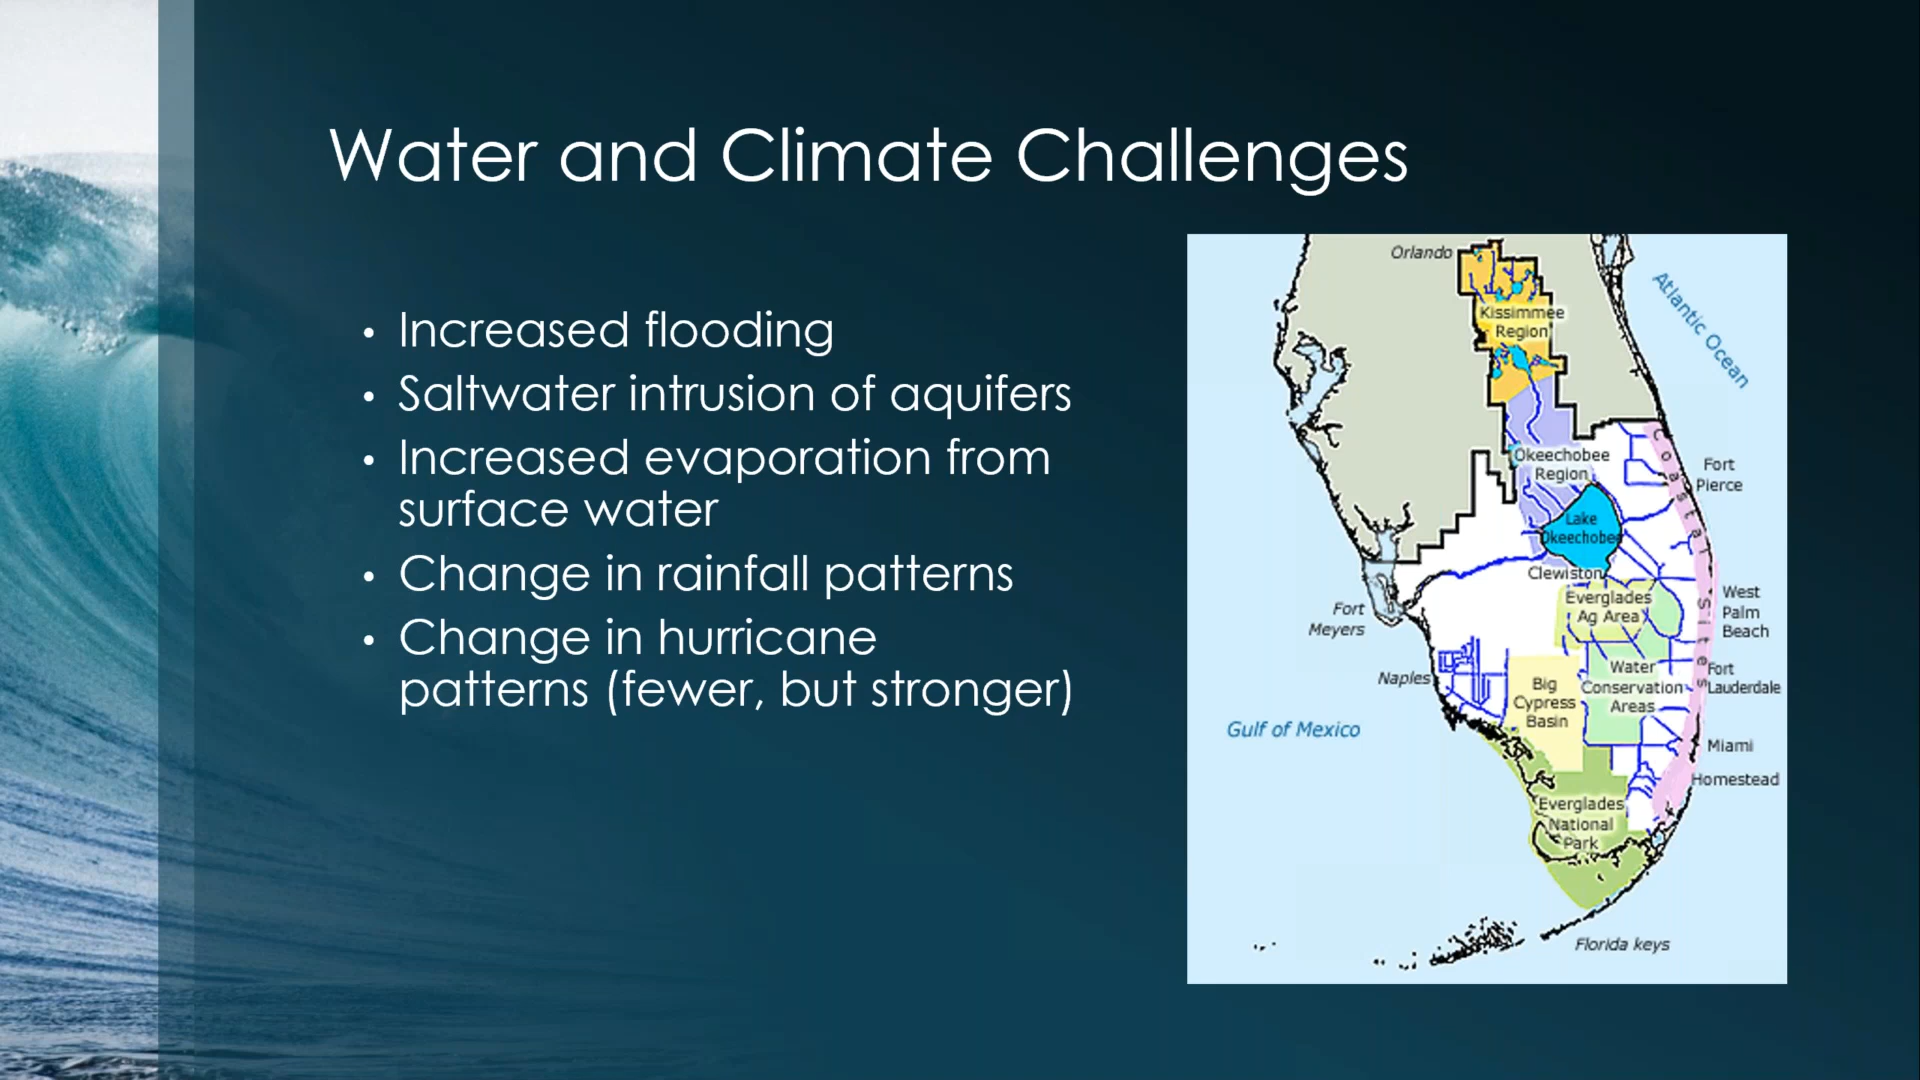 Water and Climate Challenges
• Increased flooding
• Saltwater intrusion of aquifers
• Increased evaporation from
surface water
• Change in rainfall patterns
• Change in hurricane
patterns (fewer, but stronger)
Orlando
Kissimmee
Region
Atlantic Ocean
Okeechobee
Region
Coastal Sites
Fort
Pierce
Lake
Okeechobee
Clewiston
Everglades
Ag Area
West
Palm
Beach
Fort
Meyers
Naples
Big
Cypress
Basin
Water
Conservation
Areas
Fort
Lauderdale
Gulf of Mexico
Miami
Homestead
Everglades
National
Park
Florida keys